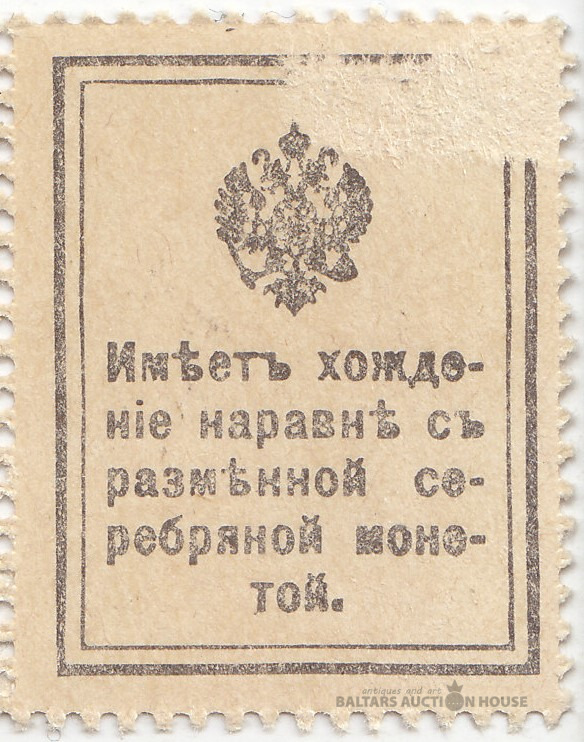 Имѣетъ хожде-
ніе наравнѣ съ
размѣнной се-
ребряной моне-
той.
antiques and art
BALTARS AUCTION HOUSE